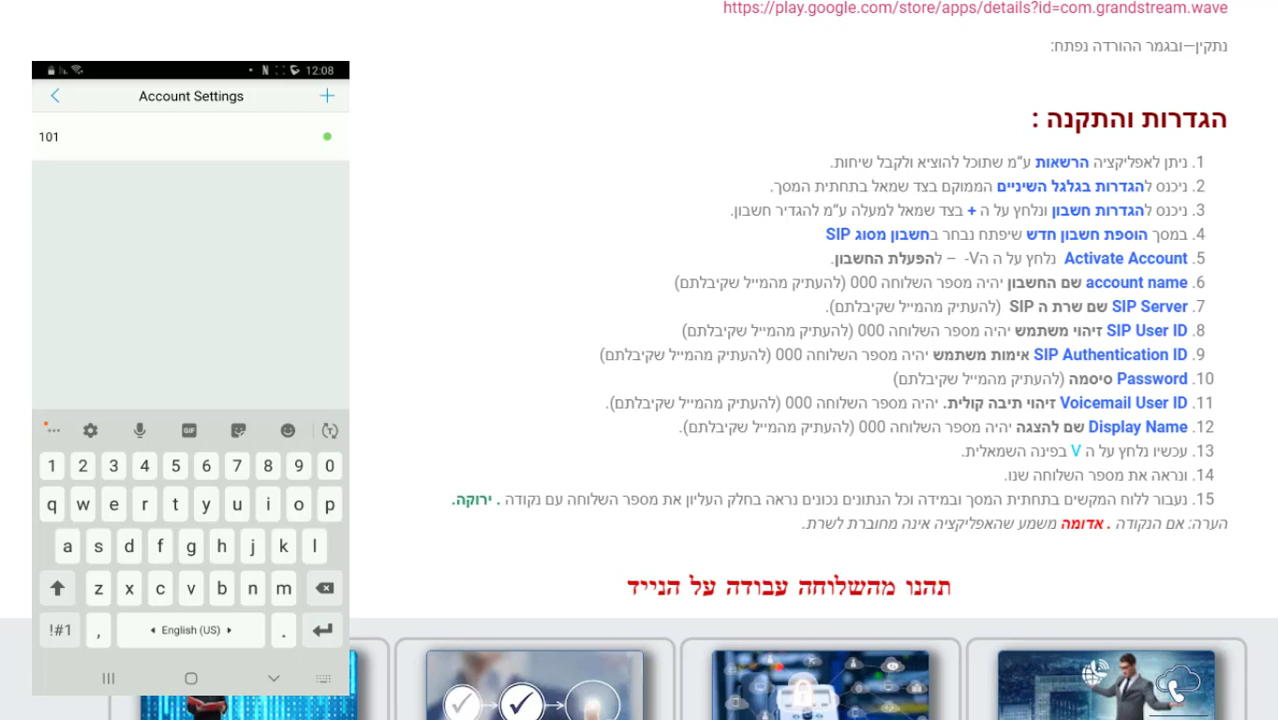 https://play.google.com/store/apps/details?id=com.grandstream.wave
נתקין—ובגמר ההורדה נפתח:
הגדרות והתקנה :
1. ניתן לאפליקציה הרשאות ע"מ שתוכל להוציא ולקבל שיחות.
2. ניכנס להגדרות בגלגל השיניים הממוקם בצד שמאל בתחתית המסך.
3. ניכנס להגדרות חשבון ונלחץ על ה + בצד שמאל למעלה ע"מ להגדיר חשבון.
4. במסך הוספת חשבון חדש שיפתח נבחר בחשבון מסוג SIP
5. Activate Account נלחץ על ה הV- – להפעלת החשבון.
6. account name שם החשבון יהיה מספר השלוחה 000 (להעתיק מהמייל שקיבלתם)
7. SIP Server שם שרת ה SIP (להעתיק מהמייל שקיבלתם).
8. SIP User ID זיהוי משתמש יהיה מספר השלוחה 000 (להעתיק מהמייל שקיבלתם)
9. SIP Authentication ID אימות משתמש יהיה מספר השלוחה 000 (להעתיק מהמייל שקיבלתם)
10. Password סיסמה (להעתיק מהמייל שקיבלתם)
11. Voicemail User ID זיהוי תיבה קולית. יהיה מספר השלוחה 000 (להעתיק מהמייל שקיבלתם).
12. Display Name שם להצגה יהיה מספר השלוחה 000 (להעתיק מהמייל שקיבלתם).
13. עכשיו נלחץ על ה V בפינה השמאלית.
14. ונראה את מספר השלוחה שנו.
15. נעבור ללוח המקשים בתחתית המסך ובמידה וכל הנתונים נכונים נראה בחלק העליון את מספר השלוחה עם נקודה . ירוקה.
הערה: אם הנקודה . אדומה משמע שהאפליקציה אינה מחוברת לשרת.
תהנו מהשלוחה עבודה על הנייד
N 12:08
Account Settings
101
GIF
1 2 3 4 5 6 7 8 9 0
q w e r t y u i o p
a s d f g h j k l
z x c v b n m
!#1 , English (US) .